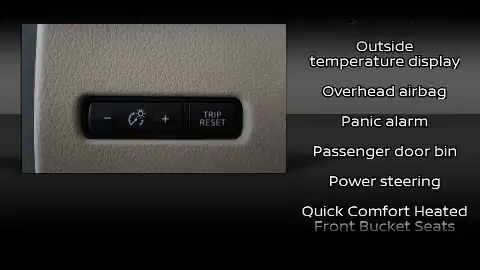 − +
TRIP
RESET
Outside
temperature display
Overhead airbag
Panic alarm
Passenger door bin
Power steering
Quick Comfort Heated
Front Bucket Seats